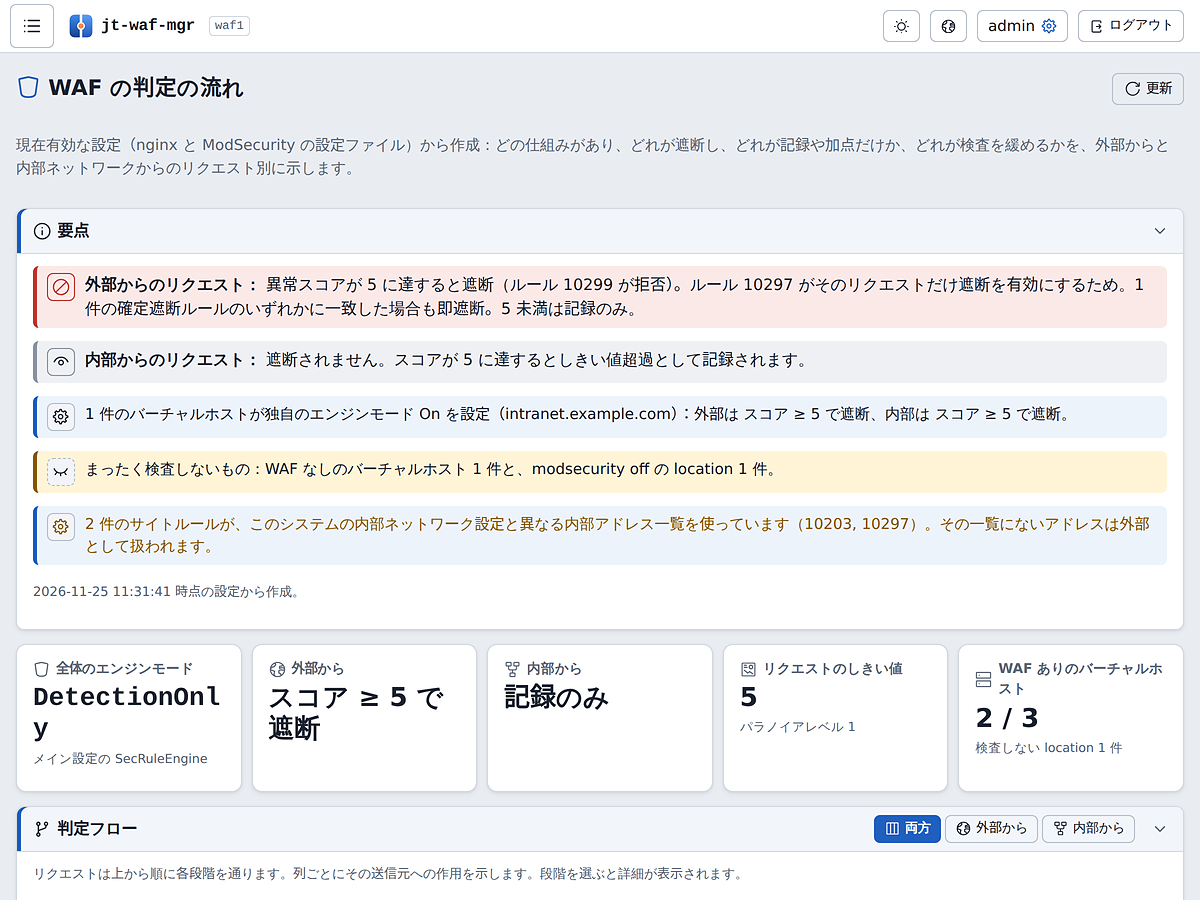 jt-waf-mgr waf1 admin ログアウト
WAF の判定の流れ
更新
現在有効な設定（nginx と ModSecurity の設定ファイル）から作成：どの仕組みがあり、どれが遮断し、どれが記録や加点だけか、どれが検査を緩めるかを、外部からと
内部ネットワークからのリクエスト別に示します。
要点
外部からのリクエスト： 異常スコアが 5 に達すると遮断（ルール 10299 が拒否）。ルール 10297 がそのリクエストだけ遮断を有効にするため。1
件の確定遮断ルールのいずれかに一致した場合も即遮断。5 未満は記録のみ。
内部からのリクエスト： 遮断されません。スコアが 5 に達するとしきい値超過として記録されます。
1 件のバーチャルホストが独自のエンジンモード On を設定（intranet.example.com）：外部は スコア ≥ 5 で遮断、内部は スコア ≥ 5 で遮断。
まったく検査しないもの：WAF なしのバーチャルホスト 1 件と、modsecurity off の location 1 件。
2 件のサイトルールが、このシステムの内部ネットワーク設定と異なる内部アドレス一覧を使っています（10203, 10297）。その一覧にないアドレスは外部
として扱われます。
2026-11-25 11:31:41 時点の設定から作成。
全体のエンジンモード
DetectionOnl
y
メイン設定の SecRuleEngine
外部から
スコア ≥ 5 で
遮断
内部から
記録のみ
リクエストのしきい値
5
パラノイアレベル 1
WAF ありのバーチャルホ
スト
2 / 3
検査しない location 1 件
判定フロー
両方 外部から 内部から
リクエストは上から順に各段階を通ります。列ごとにその送信元への作用を示します。段階を選ぶと詳細が表示されます。